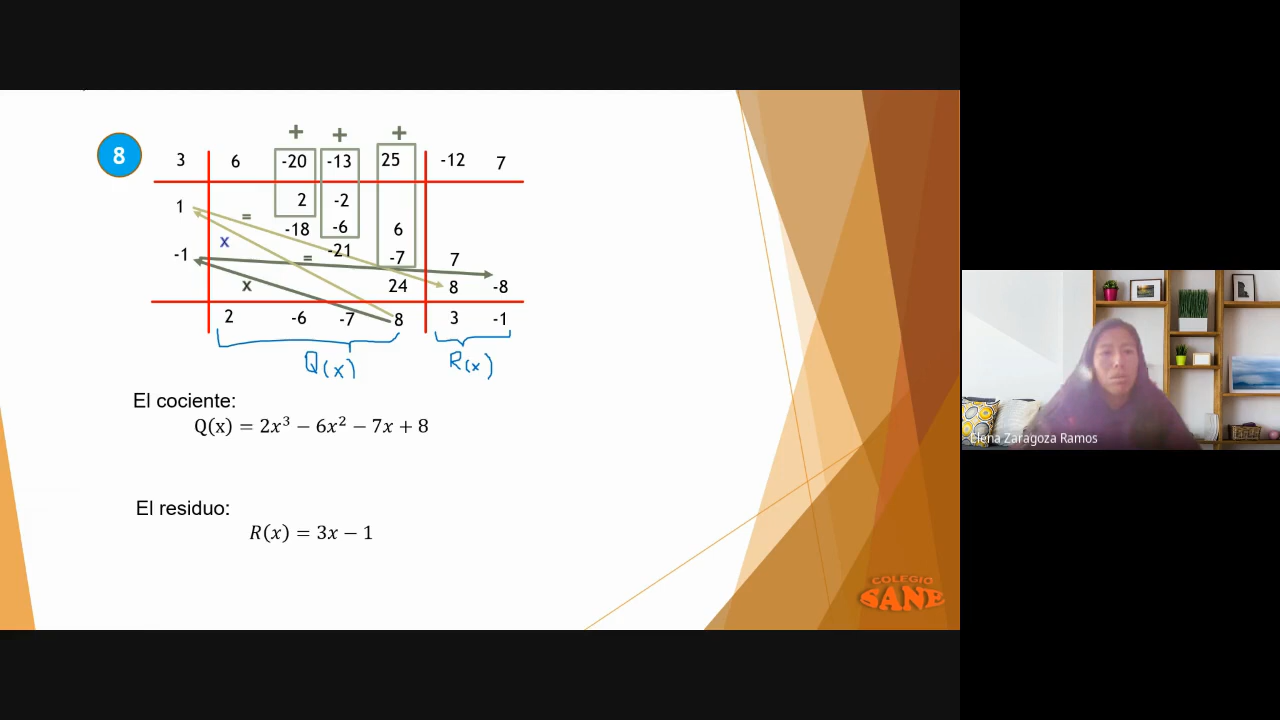 + + +
8
3 6 -20 -13 25 -12 7
2 -2
1 = -18 -6 6
x -21
-1 = -7 7
x 24 8 -8
2 -6 -7 8 3 -1
Q(x) R(x)
El cociente:
Q(x) = 2x³ − 6x² − 7x + 8
El residuo:
R(x) = 3x − 1
COLEGIO
SANE
Elena Zaragoza Ramos